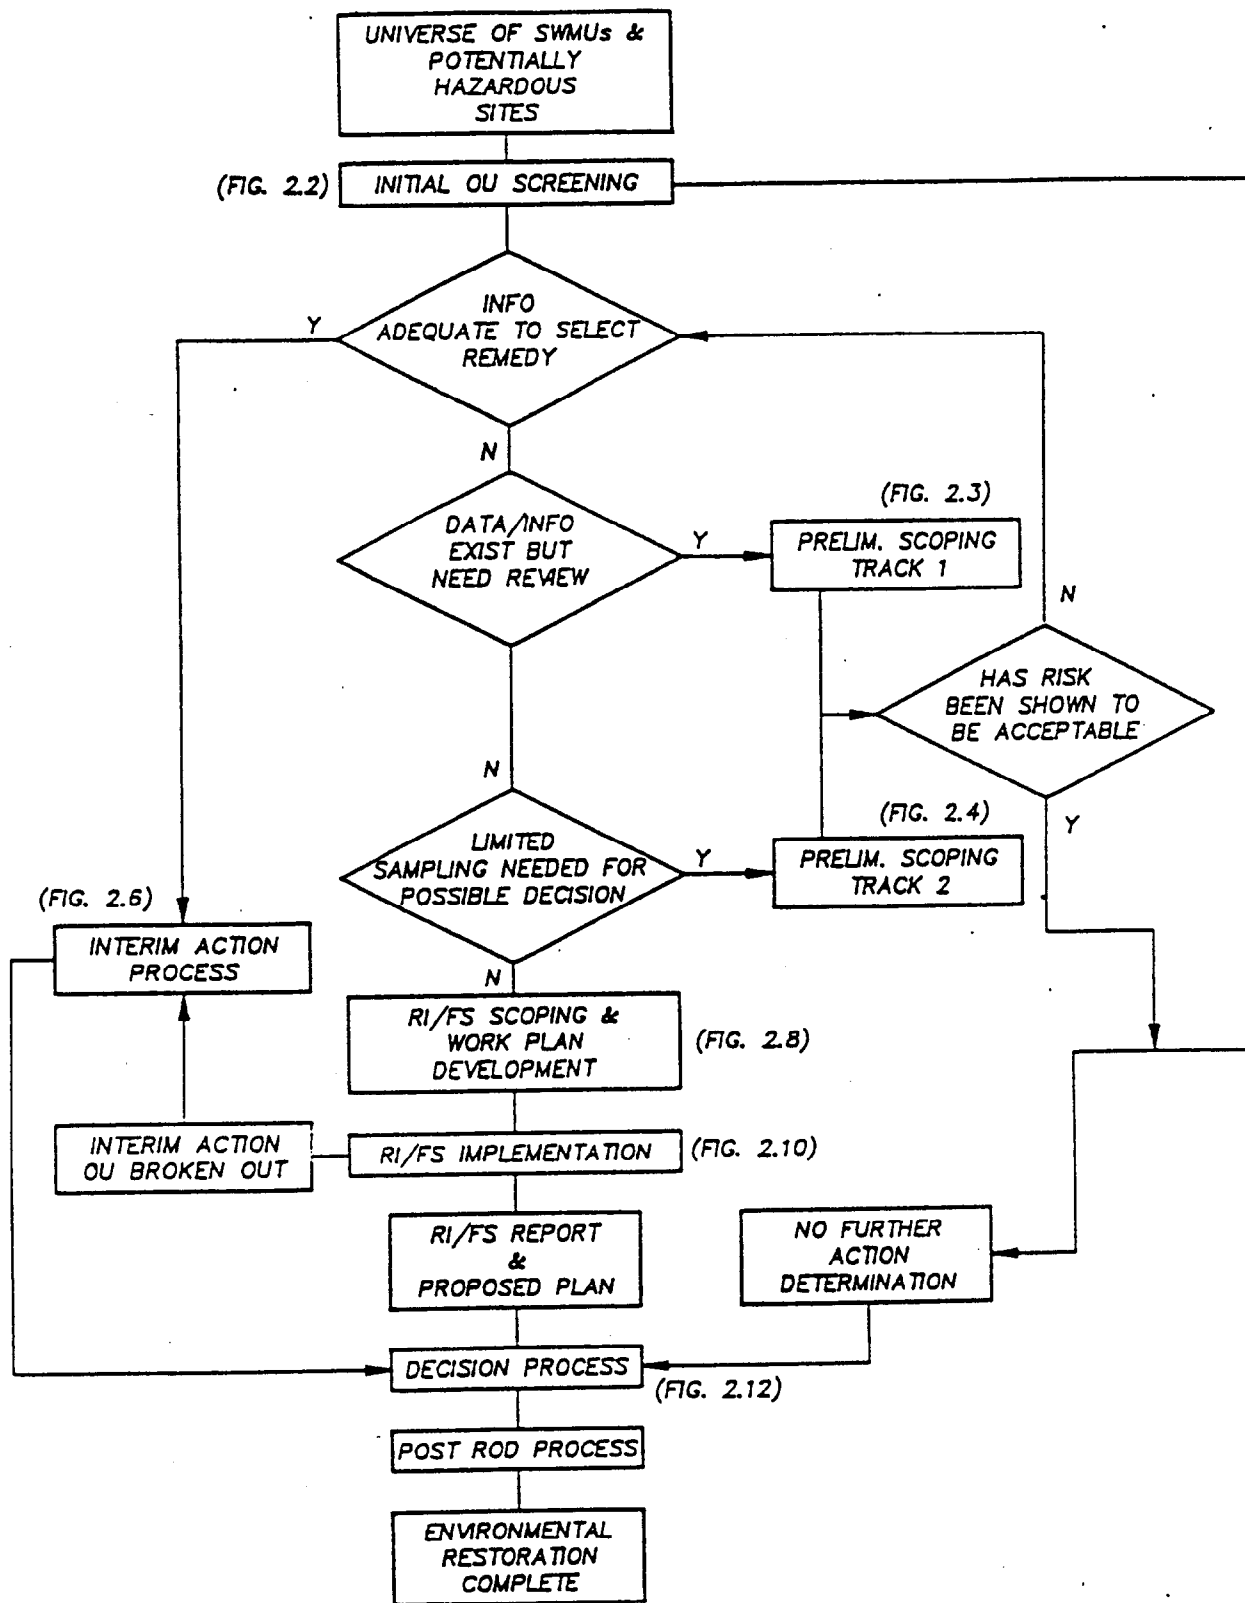 UNIVERSE OF SWMUs &
POTENTIALLY
HAZARDOUS
SITES
(FIG. 2.2)
INITIAL OU SCREENING
INFO
ADEQUATE TO SELECT
REMEDY
Y
N
DATA/INFO
EXIST BUT
NEED REVIEW
Y
(FIG. 2.3)
PRELIM. SCOPING
TRACK 1
N
HAS RISK
BEEN SHOWN TO
BE ACCEPTABLE
N
LIMITED
SAMPLING NEEDED FOR
POSSIBLE DECISION
Y
(FIG. 2.4)
PRELIM. SCOPING
TRACK 2
Y
(FIG. 2.6)
INTERIM ACTION
PROCESS
N
RI/FS SCOPING &
WORK PLAN
DEVELOPMENT
(FIG. 2.8)
INTERIM ACTION
OU BROKEN OUT
RI/FS IMPLEMENTATION
(FIG. 2.10)
RI/FS REPORT
&
PROPOSED PLAN
NO FURTHER
ACTION
DETERMINATION
DECISION PROCESS
(FIG. 2.12)
POST ROD PROCESS
ENVIRONMENTAL
RESTORATION
COMPLETE